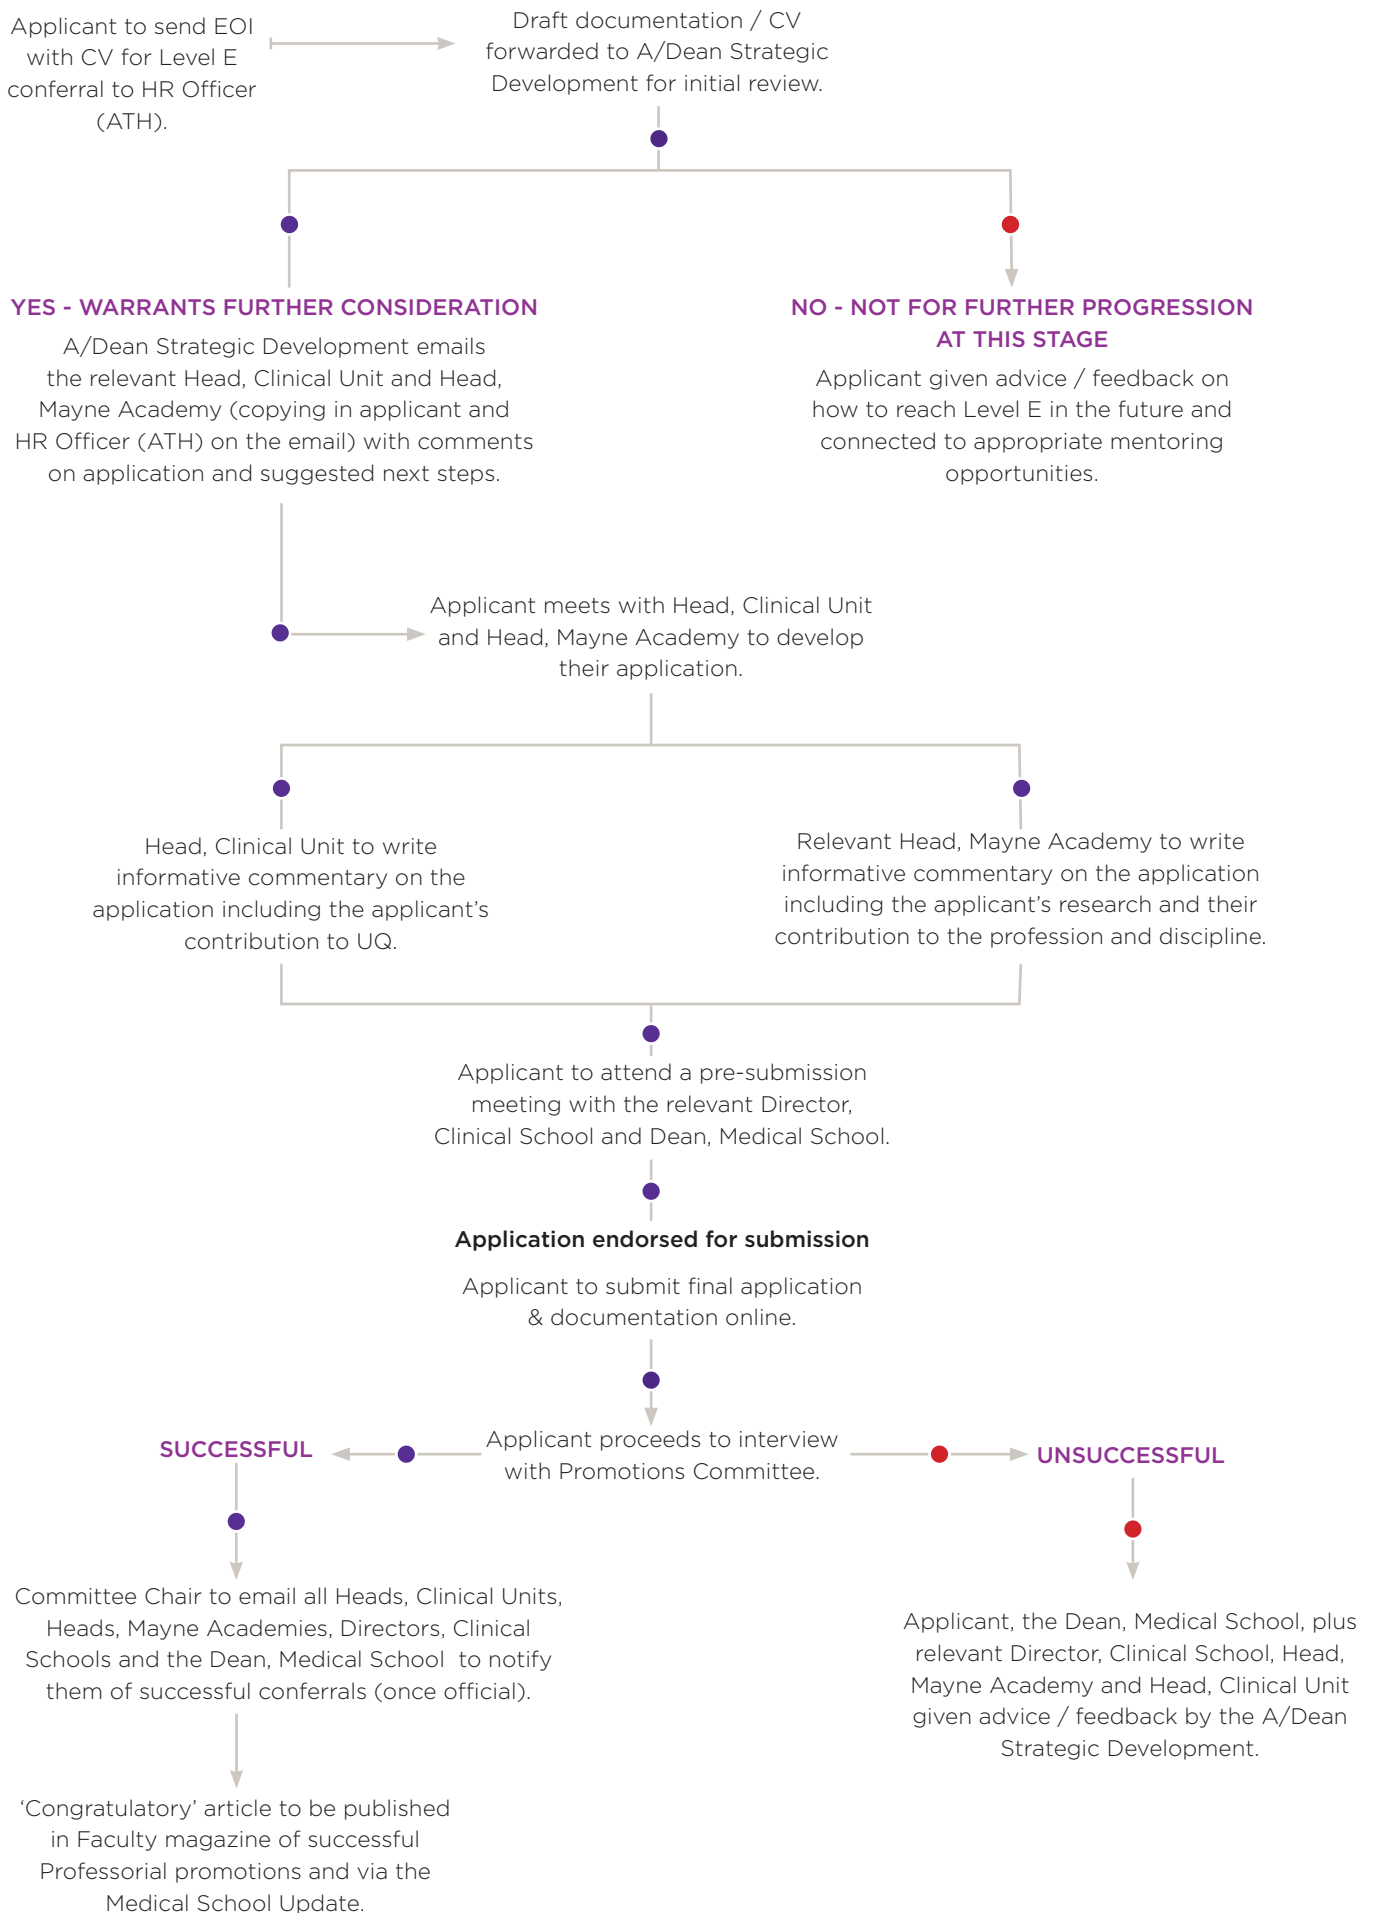 Applicant to send EOI
with CV for Level E
conferral to HR Officer
(ATH).
Draft documentation / CV
forwarded to A/Dean Strategic
Development for initial review.
YES - WARRANTS FURTHER CONSIDERATION
A/Dean Strategic Development emails
the relevant Head, Clinical Unit and Head,
Mayne Academy (copying in applicant and
HR Officer (ATH) on the email) with comments
on application and suggested next steps.
NO - NOT FOR FURTHER PROGRESSION
AT THIS STAGE
Applicant given advice / feedback on
how to reach Level E in the future and
connected to appropriate mentoring
opportunities.
Applicant meets with Head, Clinical Unit
and Head, Mayne Academy to develop
their application.
Head, Clinical Unit to write
informative commentary on the
application including the applicant’s
contribution to UQ.
Relevant Head, Mayne Academy to write
informative commentary on the application
including the applicant’s research and their
contribution to the profession and discipline.
Applicant to attend a pre-submission
meeting with the relevant Director,
Clinical School and Dean, Medical School.
Application endorsed for submission
Applicant to submit final application
& documentation online.
Applicant proceeds to interview
with Promotions Committee.
SUCCESSFUL
Committee Chair to email all Heads, Clinical Units,
Heads, Mayne Academies, Directors, Clinical
Schools and the Dean, Medical School to notify
them of successful conferrals (once official).
‘Congratulatory’ article to be published
in Faculty magazine of successful
Professorial promotions and via the
Medical School Update.
UNSUCCESSFUL
Applicant, the Dean, Medical School, plus
relevant Director, Clinical School, Head,
Mayne Academy and Head, Clinical Unit
given advice / feedback by the A/Dean
Strategic Development.